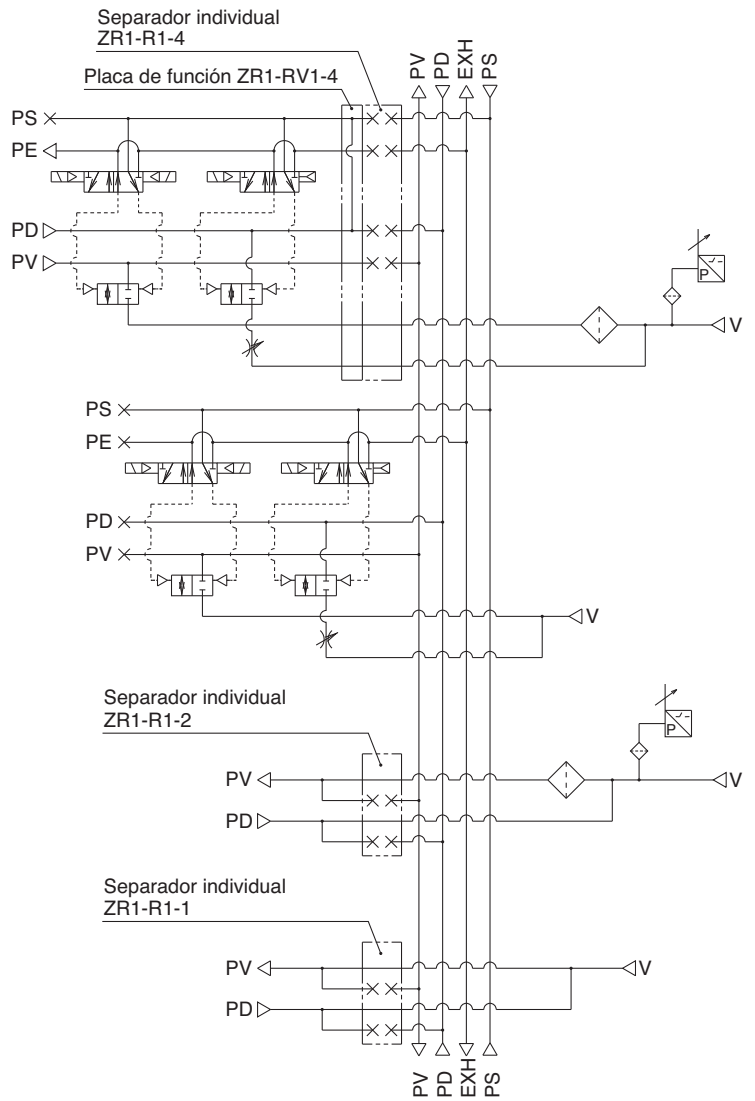 Separador individual
ZR1-R1-4
Placa de función ZR1-RV1-4
PV
PD
EXH
PS
PS
PE
PD
PV
P
V
PS
PE
PD
PV
V
Separador individual
ZR1-R1-2
P
PV
V
PD
Separador individual
ZR1-R1-1
PV
V
PD
PV
PD
EXH
PS